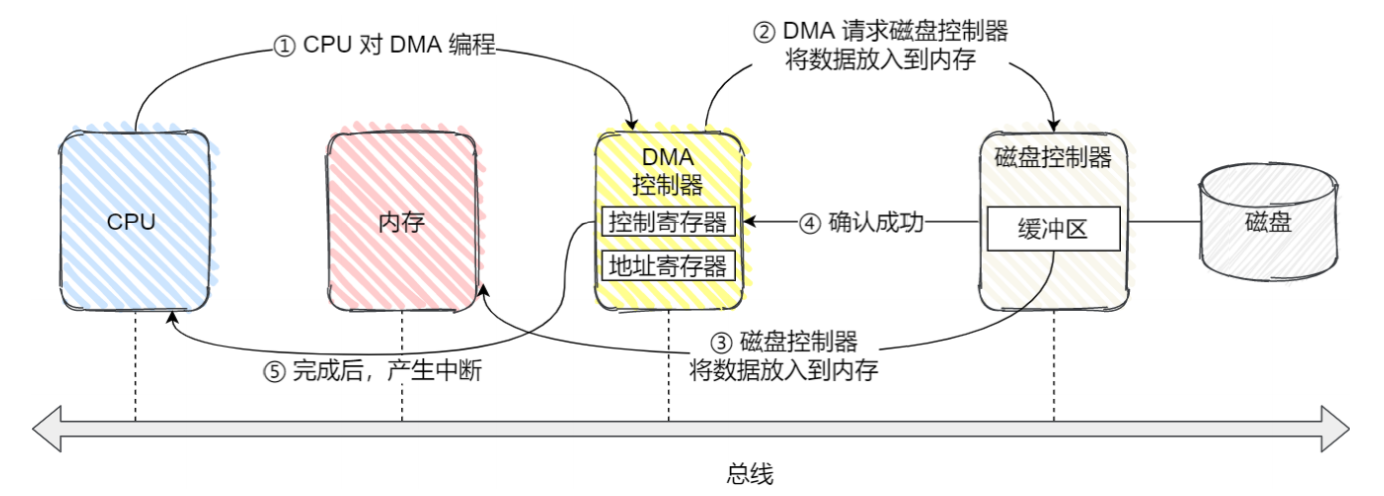 ① CPU 对 DMA 编程
② DMA 请求磁盘控制器
将数据放入到内存
CPU
内存
DMA
控制器
控制寄存器
地址寄存器
④ 确认成功
磁盘控制器
缓冲区
磁盘
③ 磁盘控制器
将数据放入到内存
⑤ 完成后，产生中断
总线